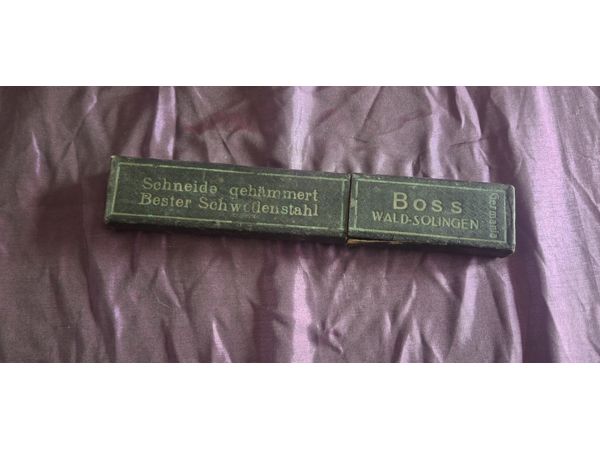 Schneide gehämmert
Bester Schwedenstahl
Boss
WALD-SOLINGEN
Germania